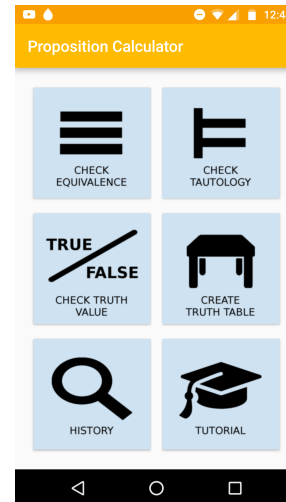 12:4
Proposition Calculator
CHECK
EQUIVALENCE
CHECK
TAUTOLOGY
TRUE
FALSE
CHECK TRUTH
VALUE
CREATE
TRUTH TABLE
HISTORY
TUTORIAL